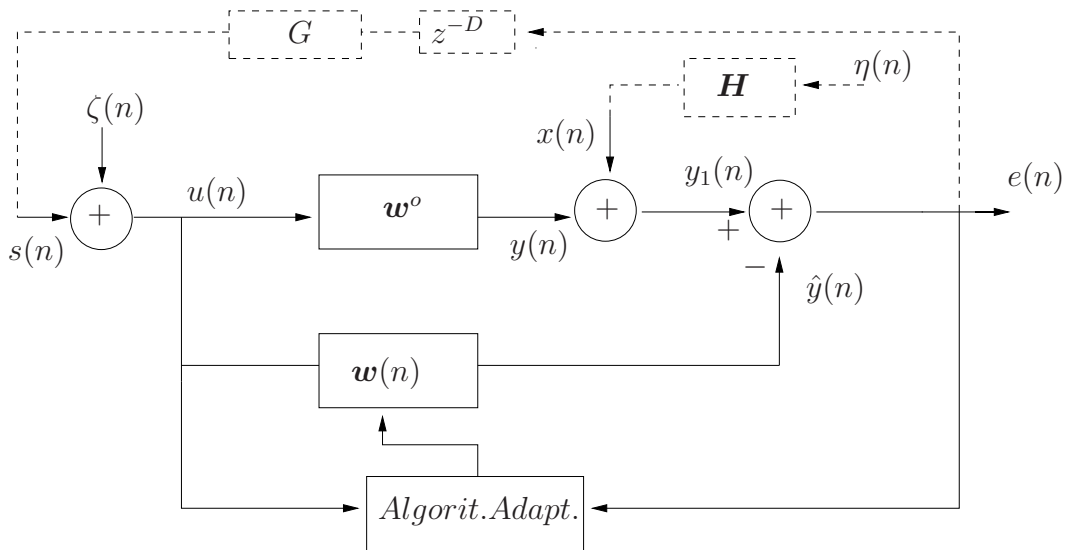 G
z^{-D}
η(n)
H
ζ(n)
x(n)
y_1(n)
e(n)
u(n)
w^o
+
+
+
s(n)
y(n)
+
−
ŷ(n)
w(n)
Algorit.Adapt.